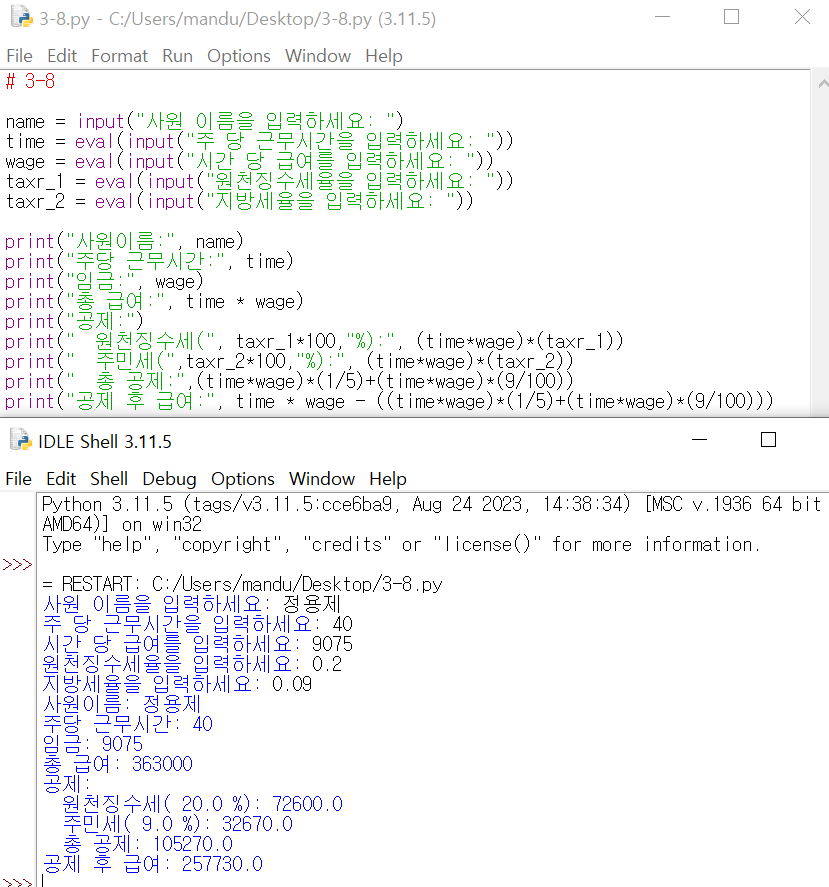 3-8.py - C:/Users/mandu/Desktop/3-8.py (3.11.5)
File Edit Format Run Options Window Help
# 3-8
name = input("사원 이름을 입력하세요: ")
time = eval(input("주 당 근무시간을 입력하세요: "))
wage = eval(input("시간 당 급여를 입력하세요: "))
taxr_1 = eval(input("원천징수세율을 입력하세요: "))
taxr_2 = eval(input("지방세율을 입력하세요: "))
print("사원이름:", name)
print("주당 근무시간:", time)
print("임금:", wage)
print("총 급여:", time * wage)
print("공제:")
print("  원천징수세(", taxr_1*100,"%):", (time*wage)*(taxr_1))
print("  주민세(",taxr_2*100,"%):", (time*wage)*(taxr_2))
print("  총 공제:",(time*wage)*(1/5)+(time*wage)*(9/100))
print("공제 후 급여:", time * wage - ((time*wage)*(1/5)+(time*wage)*(9/100)))
IDLE Shell 3.11.5
File Edit Shell Debug Options Window Help
Python 3.11.5 (tags/v3.11.5:cce6ba9, Aug 24 2023, 14:38:34) [MSC v.1936 64 bit
AMD64)] on win32
Type "help", "copyright", "credits" or "license()" for more information.
>>>
= RESTART: C:/Users/mandu/Desktop/3-8.py
사원 이름을 입력하세요: 정용제
주 당 근무시간을 입력하세요: 40
시간 당 급여를 입력하세요: 9075
원천징수세율을 입력하세요: 0.2
지방세율을 입력하세요: 0.09
사원이름: 정용제
주당 근무시간: 40
임금: 9075
총 급여: 363000
공제:
  원천징수세( 20.0 %): 72600.0
  주민세( 9.0 %): 32670.0
  총 공제: 105270.0
공제 후 급여: 257730.0
>>>